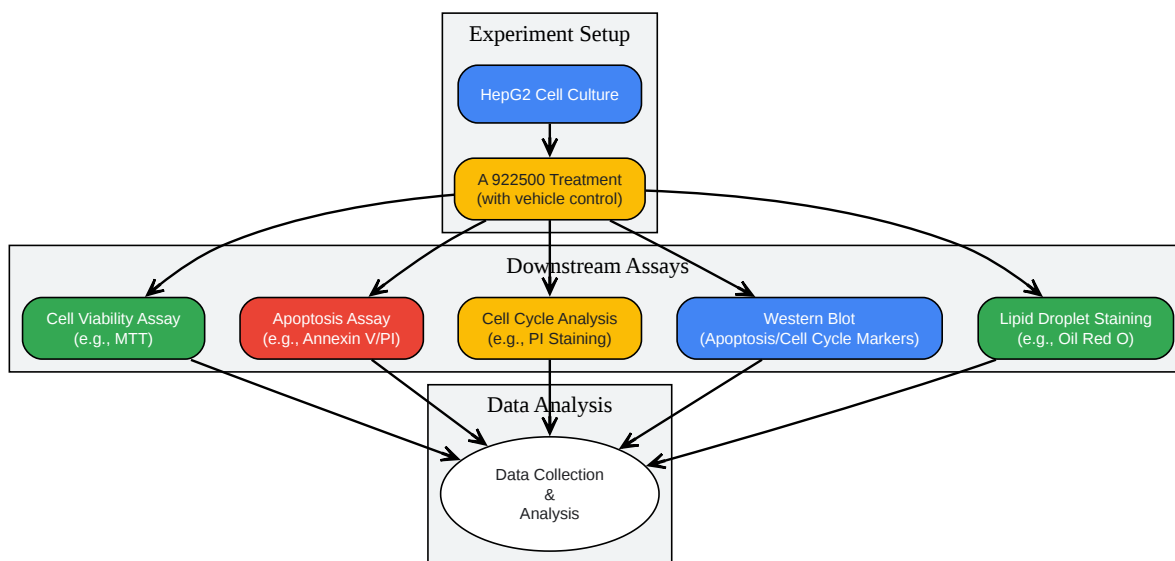 Experiment Setup
HepG2 Cell Culture
A 922500 Treatment
(with vehicle control)
Downstream Assays
Cell Viability Assay
(e.g., MTT)
Apoptosis Assay
(e.g., Annexin V/PI)
Cell Cycle Analysis
(e.g., PI Staining)
Western Blot
(Apoptosis/Cell Cycle Markers)
Lipid Droplet Staining
(e.g., Oil Red O)
Data Analysis
Data Collection
&
Analysis